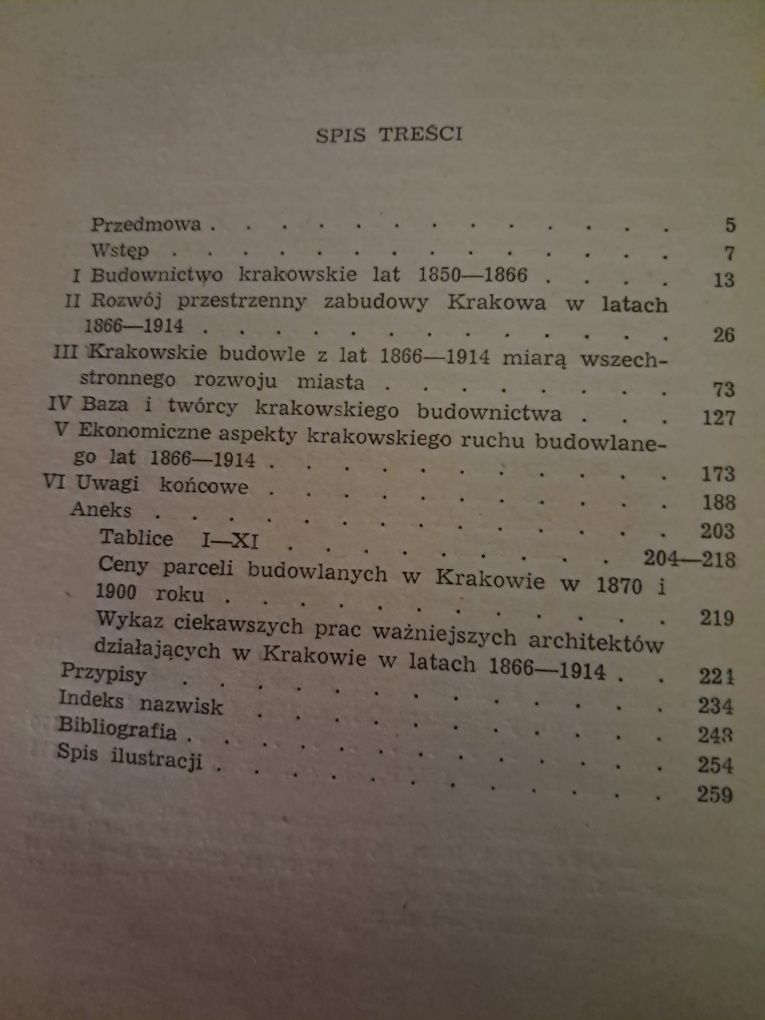 SPIS TREŚCI
Przedmowa . . . . . . . . . . . . . 5
Wstęp . . . . . . . . . . . . . . 7
I Budownictwo krakowskie lat 1850—1866 . . . . 13
II Rozwój przestrzenny zabudowy Krakowa w latach
1866—1914 . . . . . . . . . . . . . 26
III Krakowskie budowle z lat 1866—1914 miarą wszech-
stronnego rozwoju miasta . . . . . . . . 73
IV Baza i twórcy krakowskiego budownictwa . . . 127
V Ekonomiczne aspekty krakowskiego ruchu budowlane-
go lat 1866—1914 . . . . . . . . . . . 173
VI Uwagi końcowe . . . . . . . . . . . 188
Aneks . . . . . . . . . . . . . . 203
Tablice I—XI . . . . . . . . . 204—218
Ceny parceli budowlanych w Krakowie w 1870 i
1900 roku . . . . . . . . . . . . 219
Wykaz ciekawszych prac ważniejszych architektów
działających w Krakowie w latach 1866—1914 . . 221
Przypisy . . . . . . . . . . . . . 234
Indeks nazwisk . . . . . . . . . . . 248
Bibliografia . . . . . . . . . . . . . 254
Spis ilustracji . . . . . . . . . . . . 259